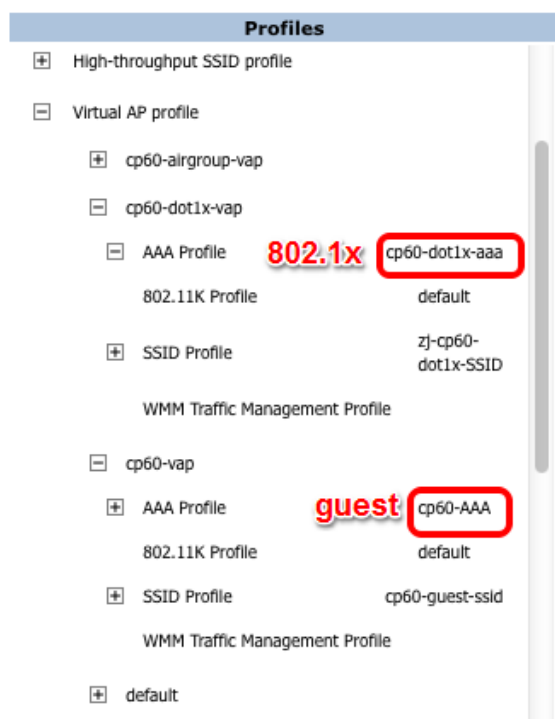 Profiles
High-throughput SSID profile
Virtual AP profile
cp60-airgroup-vap
cp60-dot1x-vap
AAA Profile 802.1x cp60-dot1x-aaa
802.11K Profile default
SSID Profile zj-cp60-
dot1x-SSID
WMM Traffic Management Profile
cp60-vap
AAA Profile guest cp60-AAA
802.11K Profile default
SSID Profile cp60-guest-ssid
WMM Traffic Management Profile
default